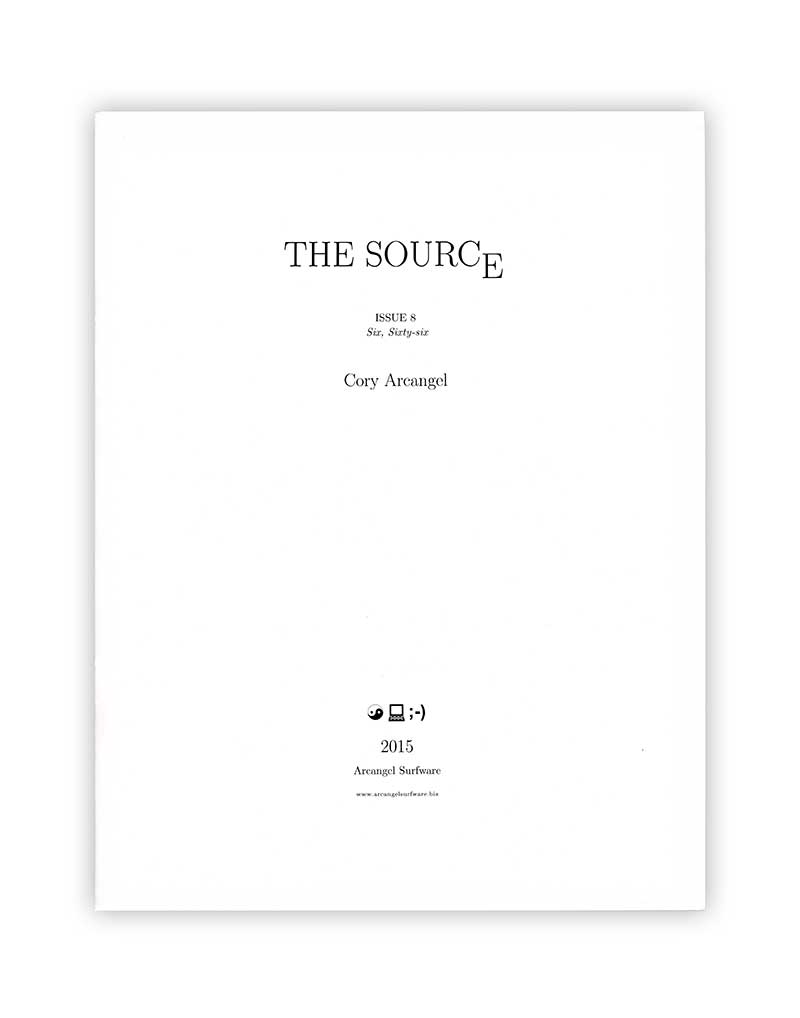 THE SOURCE
ISSUE 8
Six, Sixty-six
Cory Arcangel
;-)
2015
Arcangel Surfware
www.arcangelsurfware.biz